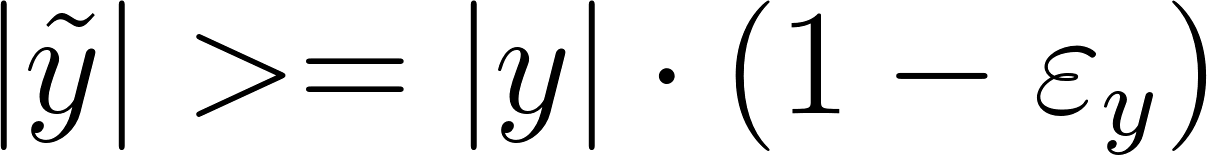 |ỹ| >= |y| · (1 − ε_y)